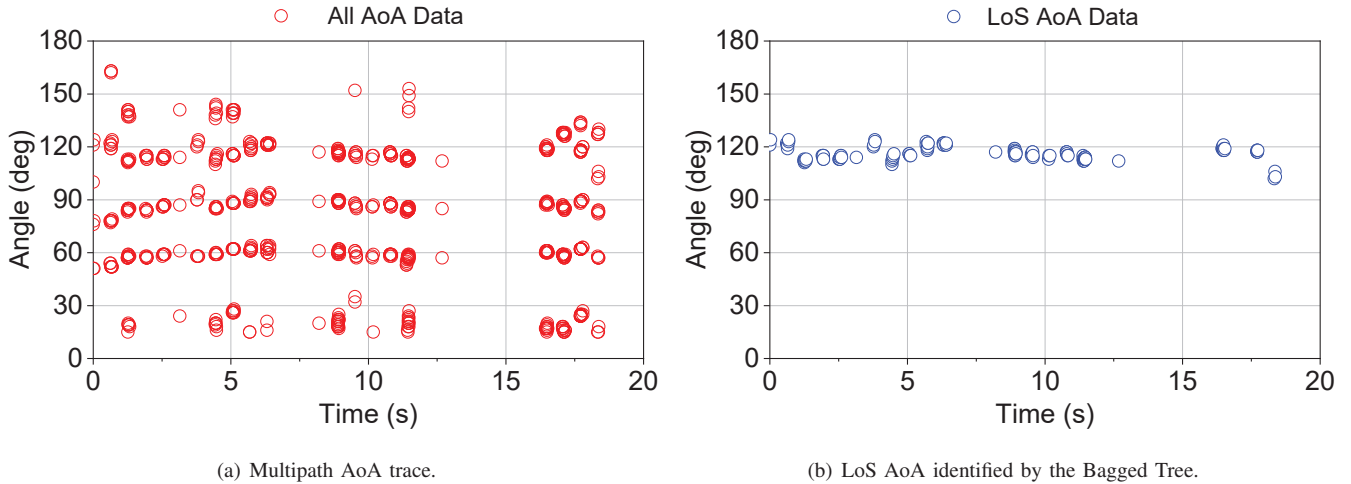 All AoA Data
180
150
120
90
60
30
0
Angle (deg)
0 5 10 15 20
Time (s)
(a) Multipath AoA trace.
LoS AoA Data
180
150
120
90
60
30
0
Angle (deg)
0 5 10 15 20
Time (s)
(b) LoS AoA identified by the Bagged Tree.